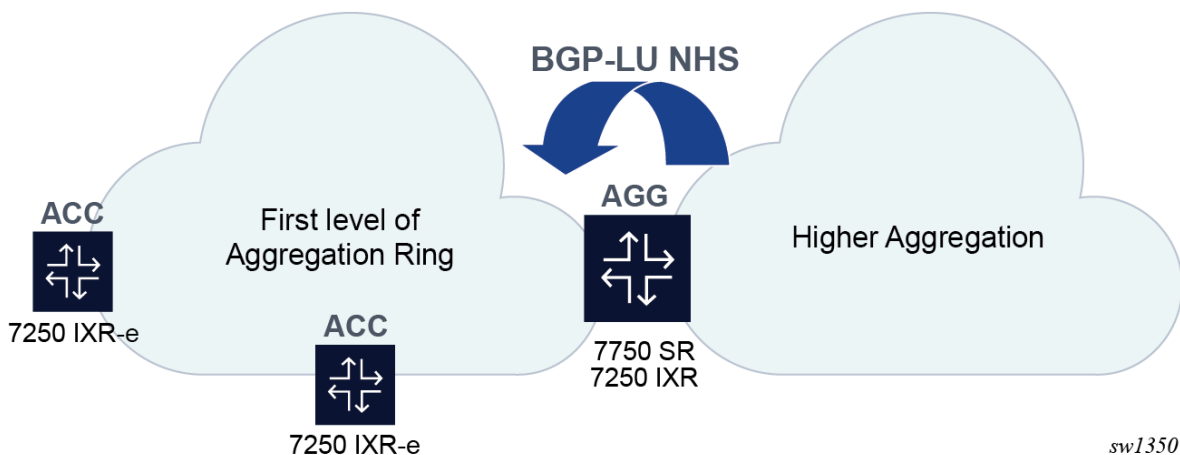 BGP-LU NHS
ACC
7250 IXR-e
First level of
Aggregation Ring
ACC
7250 IXR-e
AGG
7750 SR
7250 IXR
Higher Aggregation
sw1350